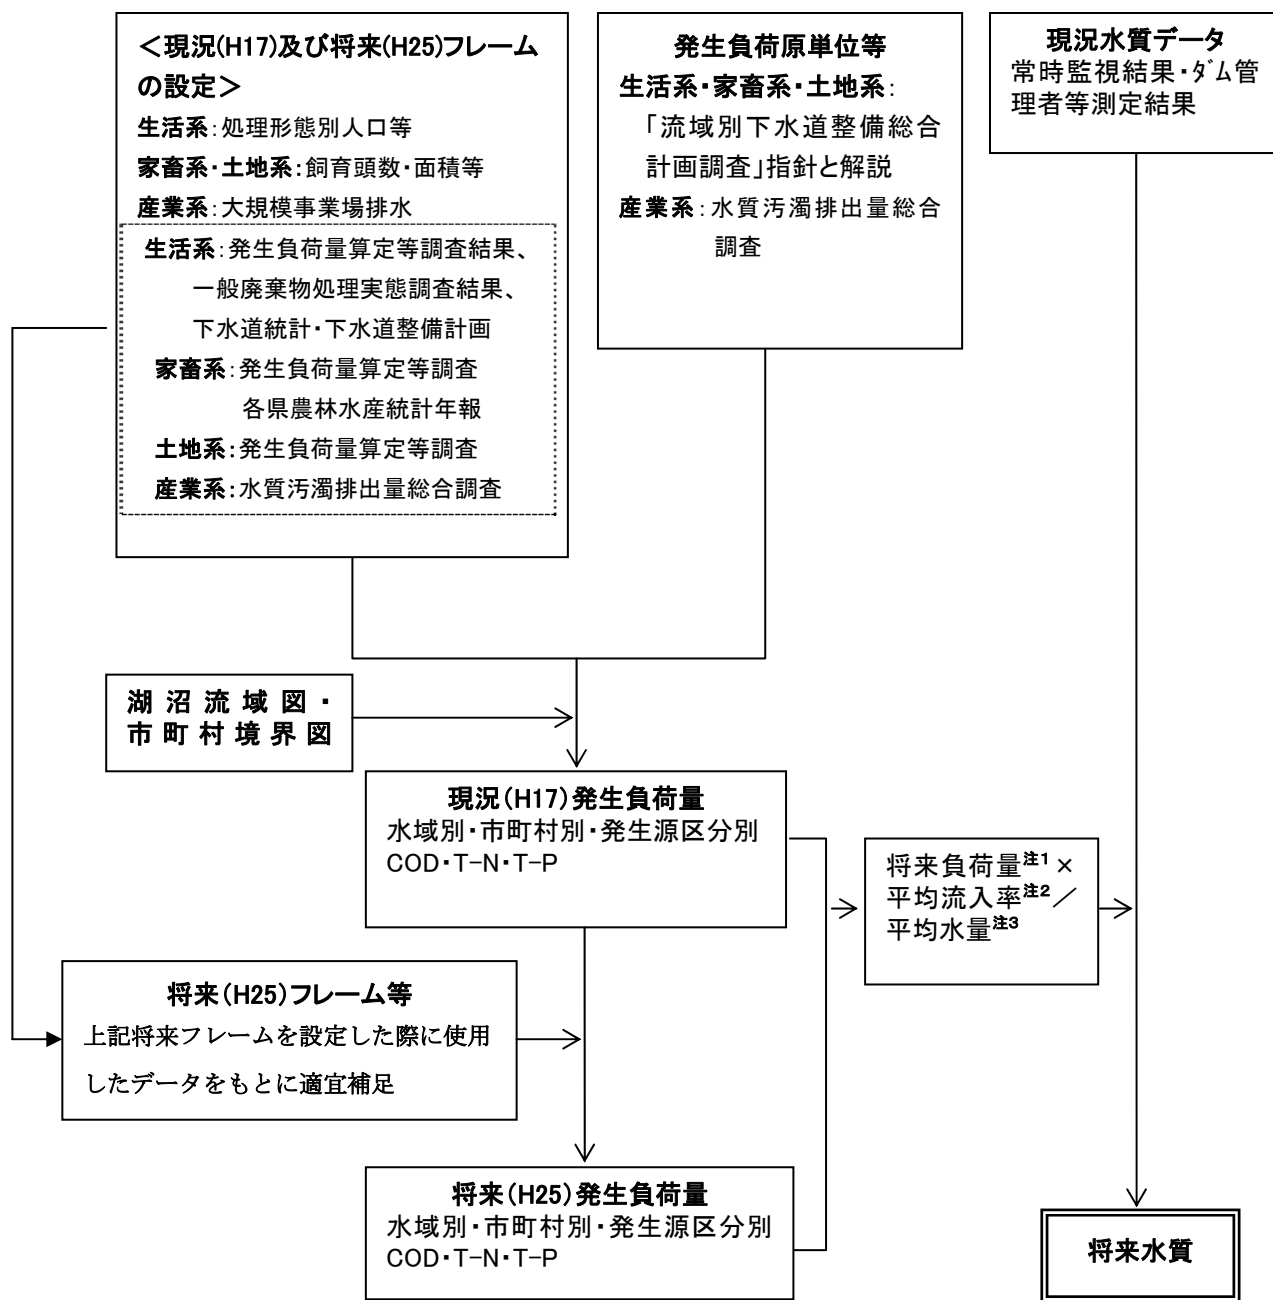 ＜現況(H17)及び将来(H25)フレーム
の設定＞
生活系：処理形態別人口等
家畜系・土地系：飼育頭数・面積等
産業系：大規模事業場排水
生活系：発生負荷量算定等調査結果、
一般廃棄物処理実態調査結果、
下水道統計・下水道整備計画
家畜系：発生負荷量算定等調査
各県農林水産統計年報
土地系：発生負荷量算定等調査
産業系：水質汚濁排出量総合調査
発生負荷原単位等
生活系・家畜系・土地系：
「流域別下水道整備総合
計画調査」指針と解説
産業系：水質汚濁排出量総合
調査
現況水質データ
常時監視結果・ダム管
理者等測定結果
湖沼流域図・
市町村境界図
現況（H17）発生負荷量
水域別・市町村別・発生源区分別
COD・T-N・T-P
将来負荷量注1×
平均流入率注2／
平均水量注3
将来（H25）フレーム等
上記将来フレームを設定した際に使用
したデータをもとに適宜補足
将来（H25）発生負荷量
水域別・市町村別・発生源区分別
COD・T-N・T-P
将来水質